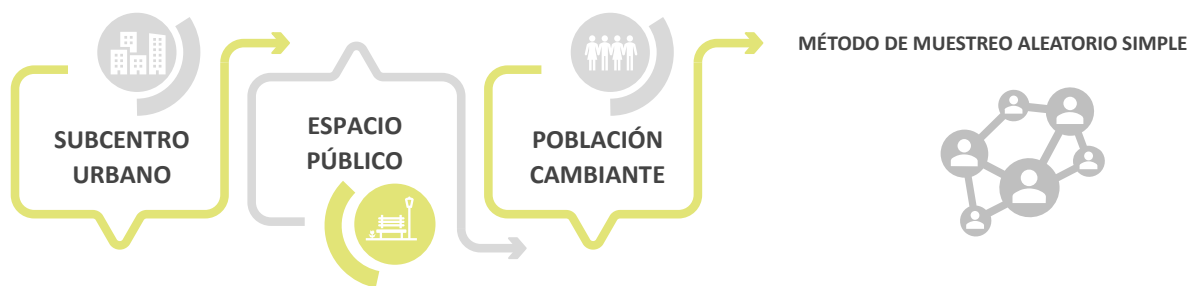 SUBCENTRO
URBANO
ESPACIO
PÚBLICO
POBLACIÓN
CAMBIANTE
MÉTODO DE MUESTREO ALEATORIO SIMPLE